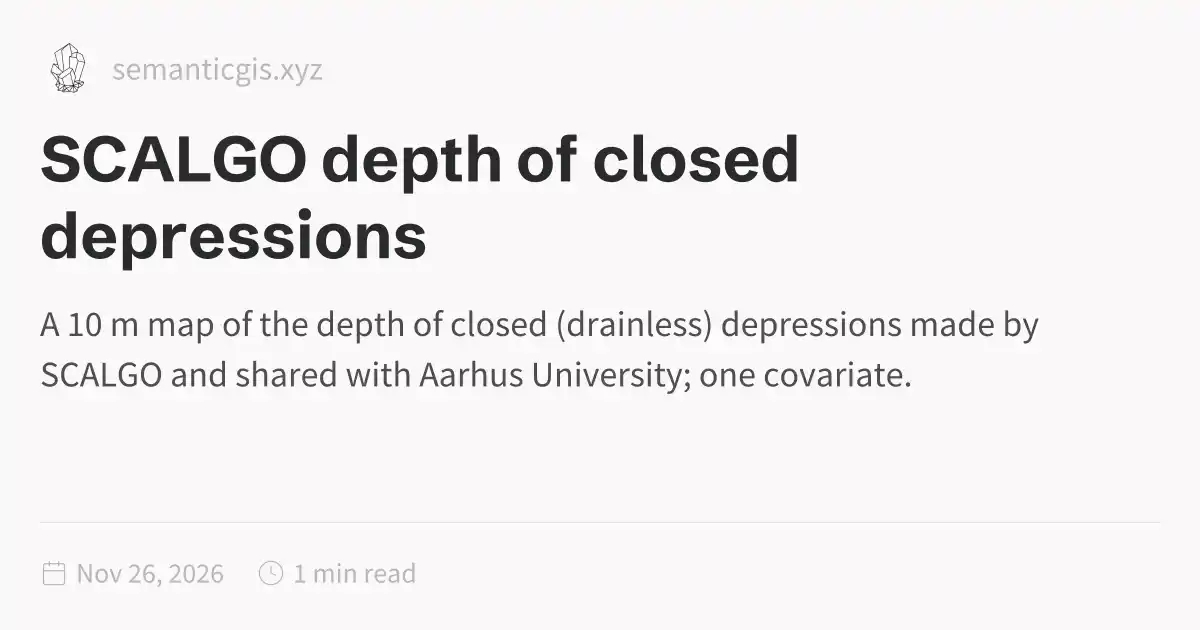 semanticgis.xyz
SCALGO depth of closed
depressions
A 10 m map of the depth of closed (drainless) depressions made by
SCALGO and shared with Aarhus University; one covariate.
Nov 26, 2026 1 min read